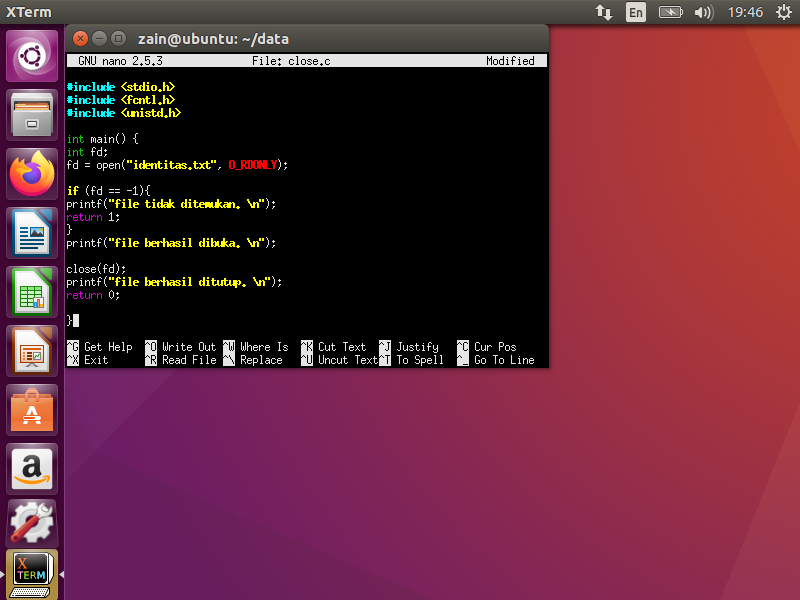 XTerm
En
19:46
zain@ubuntu: ~/data
GNU nano 2.5.3 File: close.c Modified
#include <stdio.h>
#include <fcntl.h>
#include <unistd.h>
int main() {
int fd;
fd = open("identitas.txt", O_RDONLY);
if (fd == -1){
printf("file tidak ditemukan. \n");
return 1;
}
printf("file berhasil dibuka. \n");
close(fd);
printf("file berhasil ditutup. \n");
return 0;
}
^G Get Help ^O Write Out ^W Where Is ^K Cut Text ^J Justify ^C Cur Pos
^X Exit ^R Read File ^\ Replace ^U Uncut Text ^T To Spell ^_ Go To Line
A
a
X
TERM